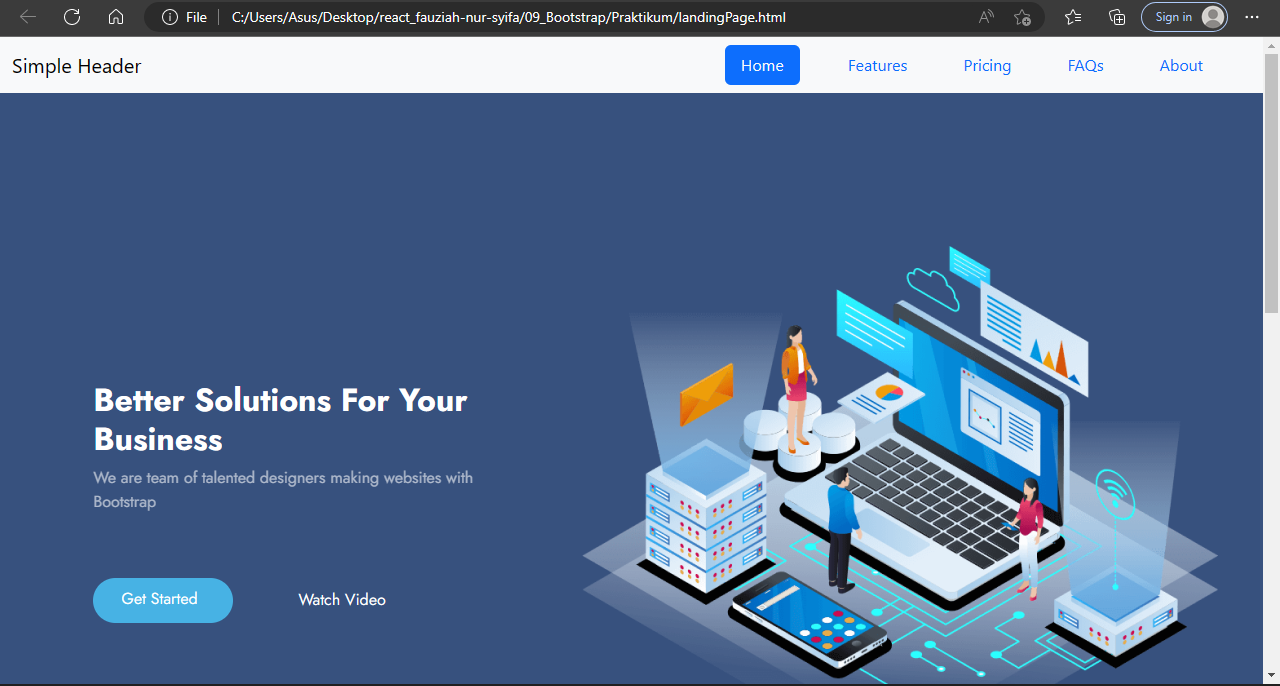 File
C:/Users/Asus/Desktop/react_fauziah-nur-syifa/09_Bootstrap/Praktikum/landingPage.html
Sign in
Simple Header
Home
Features
Pricing
FAQs
About
Better Solutions For Your
Business
We are team of talented designers making websites with
Bootstrap
Get Started
Watch Video